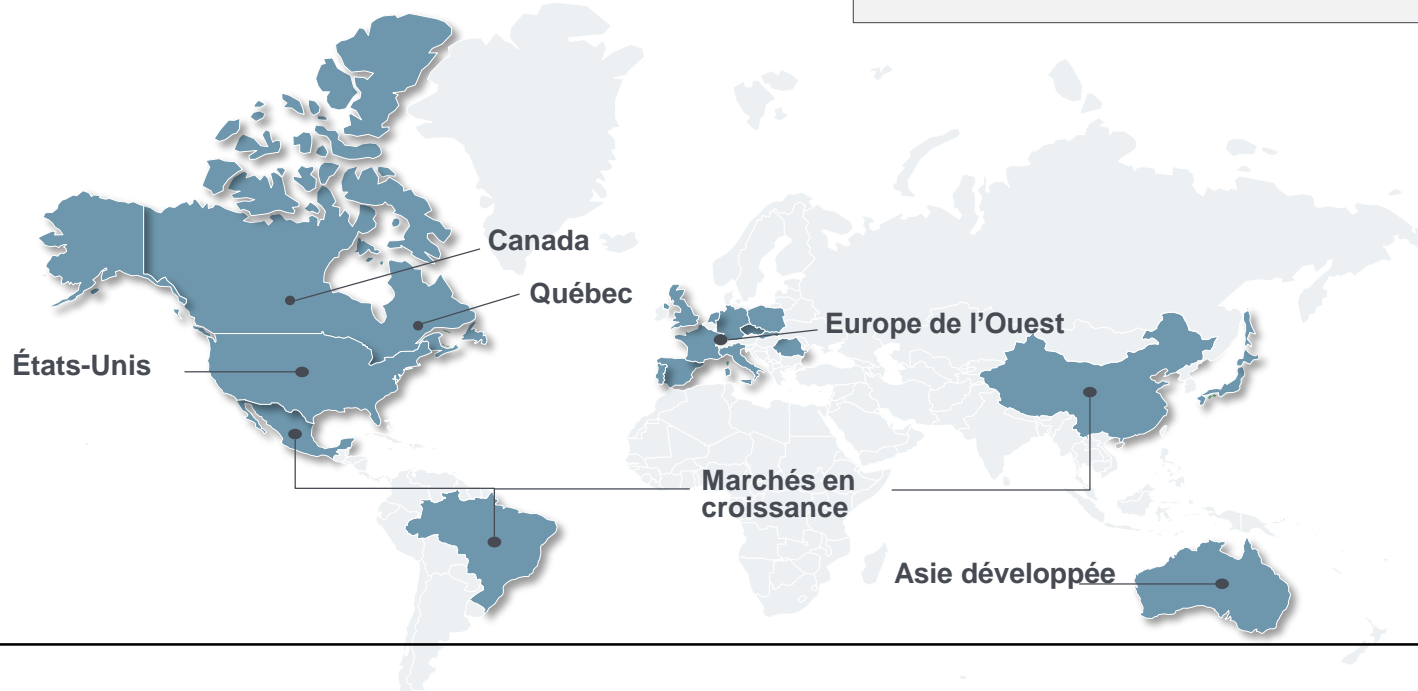 Canada
Québec
Europe de l’Ouest
États-Unis
Marchés en
croissance
Asie développée